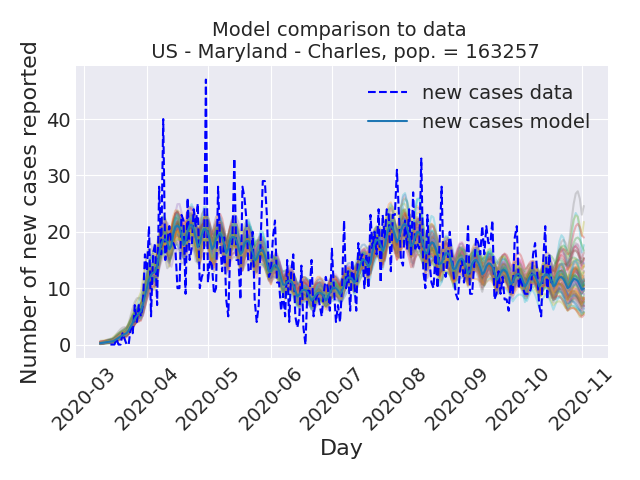 Model comparison to data
US - Maryland - Charles, pop. = 163257
Number of new cases reported
40
30
20
10
0
new cases data
new cases model
2020-03
2020-04
2020-05
2020-06
2020-07
2020-08
2020-09
2020-10
2020-11
Day